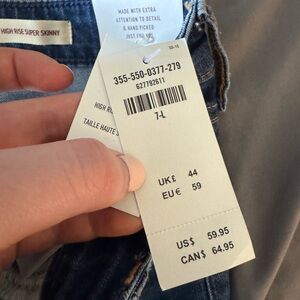 MADE WITH EXTRA
ATTENTION TO DETAIL
& HAND PICKED
JUST FOR YOU
HIGH RISE SUPER SKINNY
355-550-0377-279
627792611
7-L
HIGH
TAILLE HAUTE
UK£ 44
EU€ 59
US$ 59.95
CAN$ 64.95